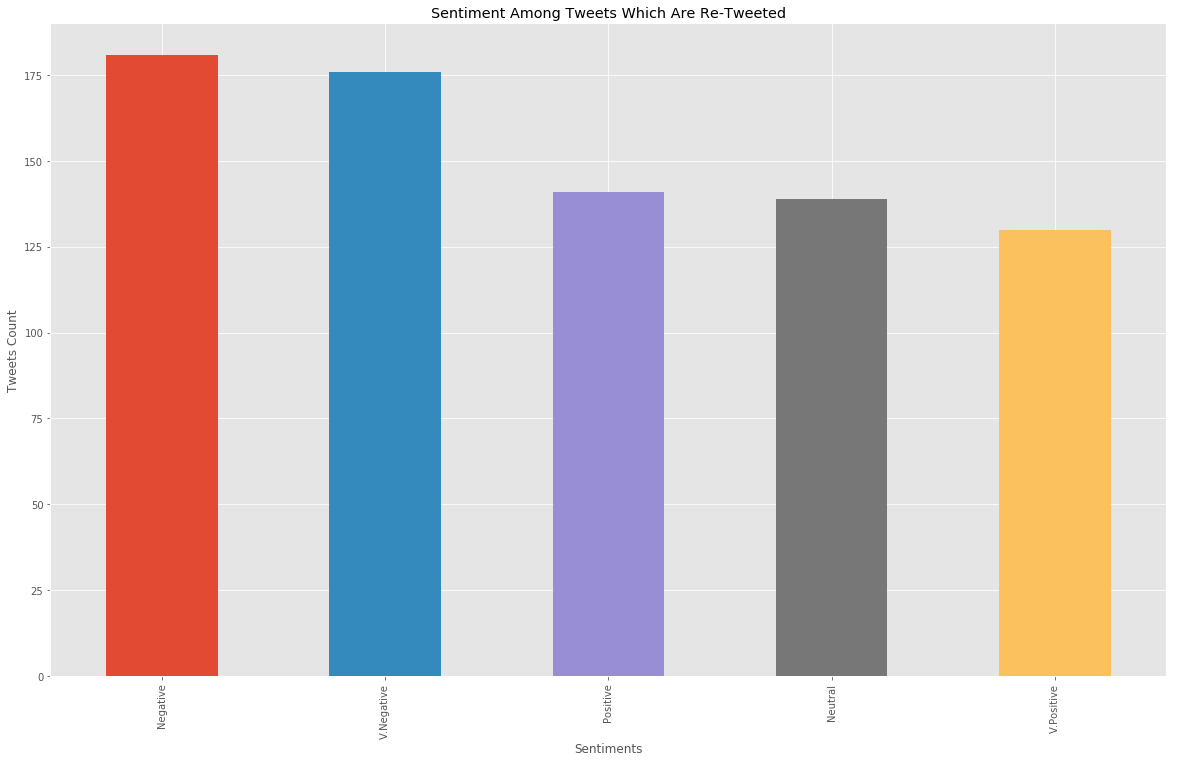 Sentiment Among Tweets Which Are Re-Tweeted
Tweets Count
175
150
125
100
75
50
25
0
Negative
V.Negative
Positive
Neutral
V.Positive
Sentiments